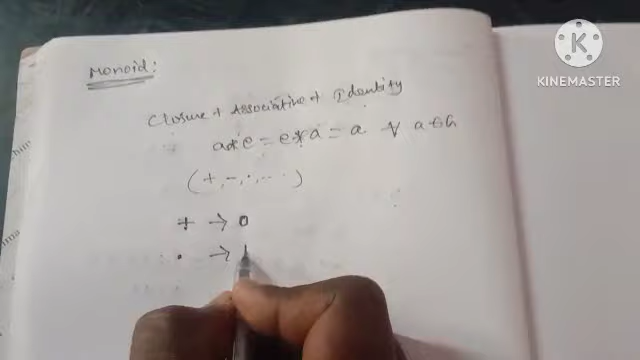 Monoid:
Closure + Associative + Identity
a*e = e*a = a ∀ a∈G
(+, -, ·, ....)
+ → 0
· → 1
K
KINEMASTER